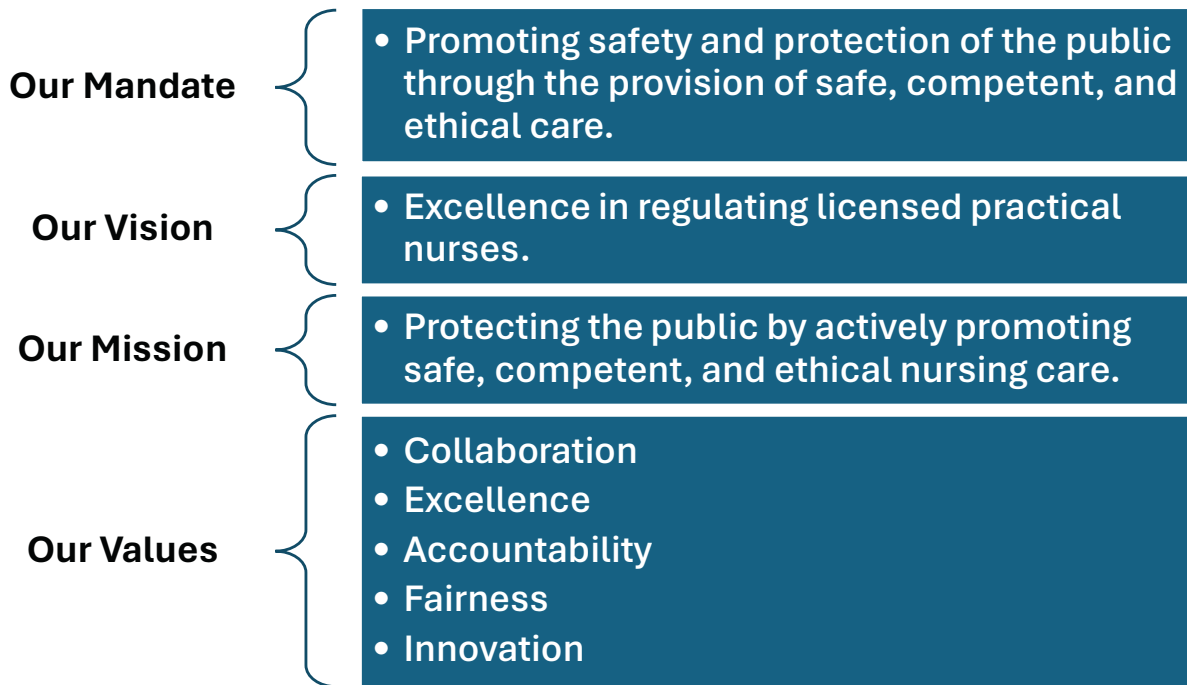 Our Mandate
• Promoting safety and protection of the public
through the provision of safe, competent, and
ethical care.
Our Vision
• Excellence in regulating licensed practical
nurses.
Our Mission
• Protecting the public by actively promoting
safe, competent, and ethical nursing care.
Our Values
• Collaboration
• Excellence
• Accountability
• Fairness
• Innovation